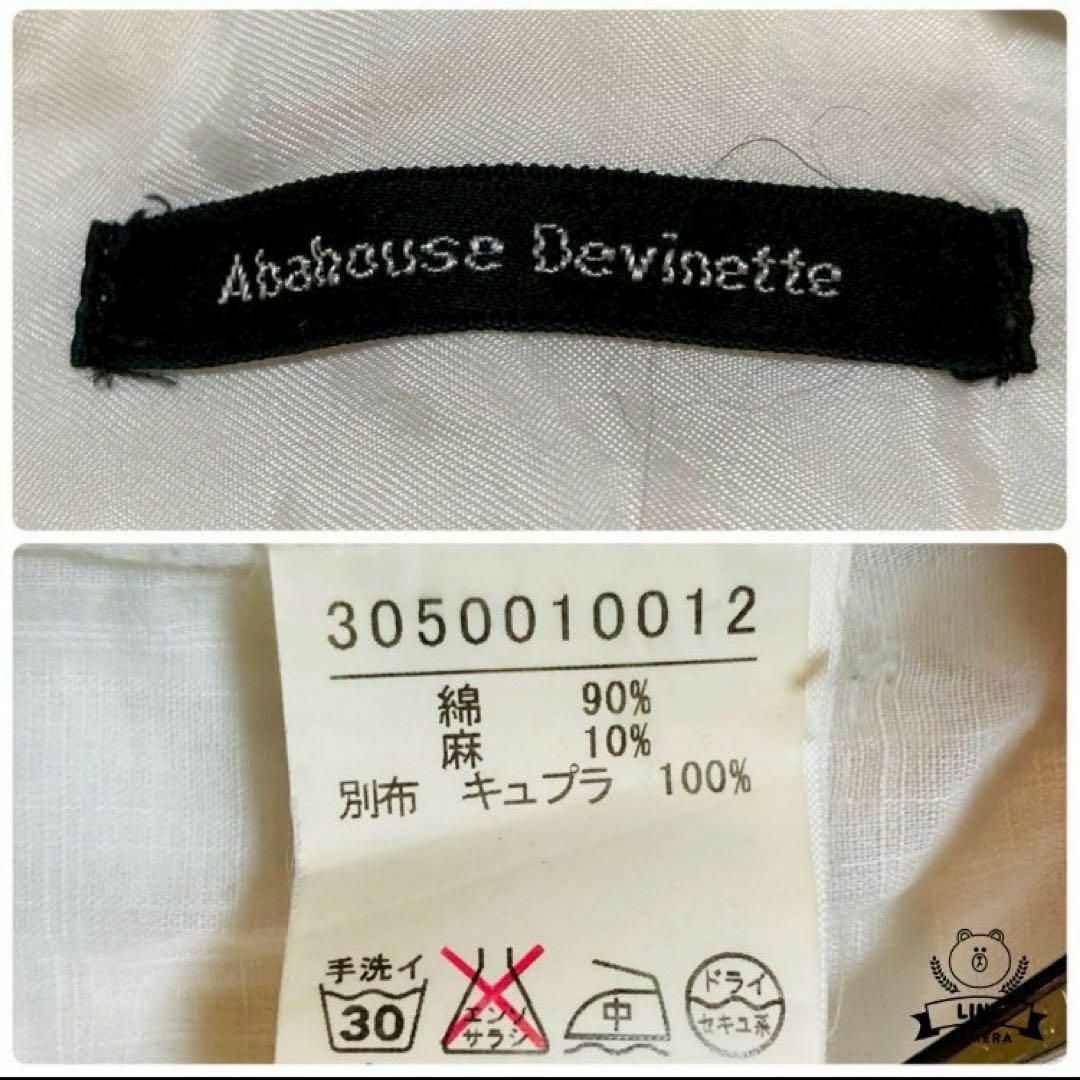 Abahouse Devinette
3050010012
綿 90%
麻 10%
別布 キュプラ 100%
手洗イ
30
エンソ
サラシ
中
ドライ
セキユ系